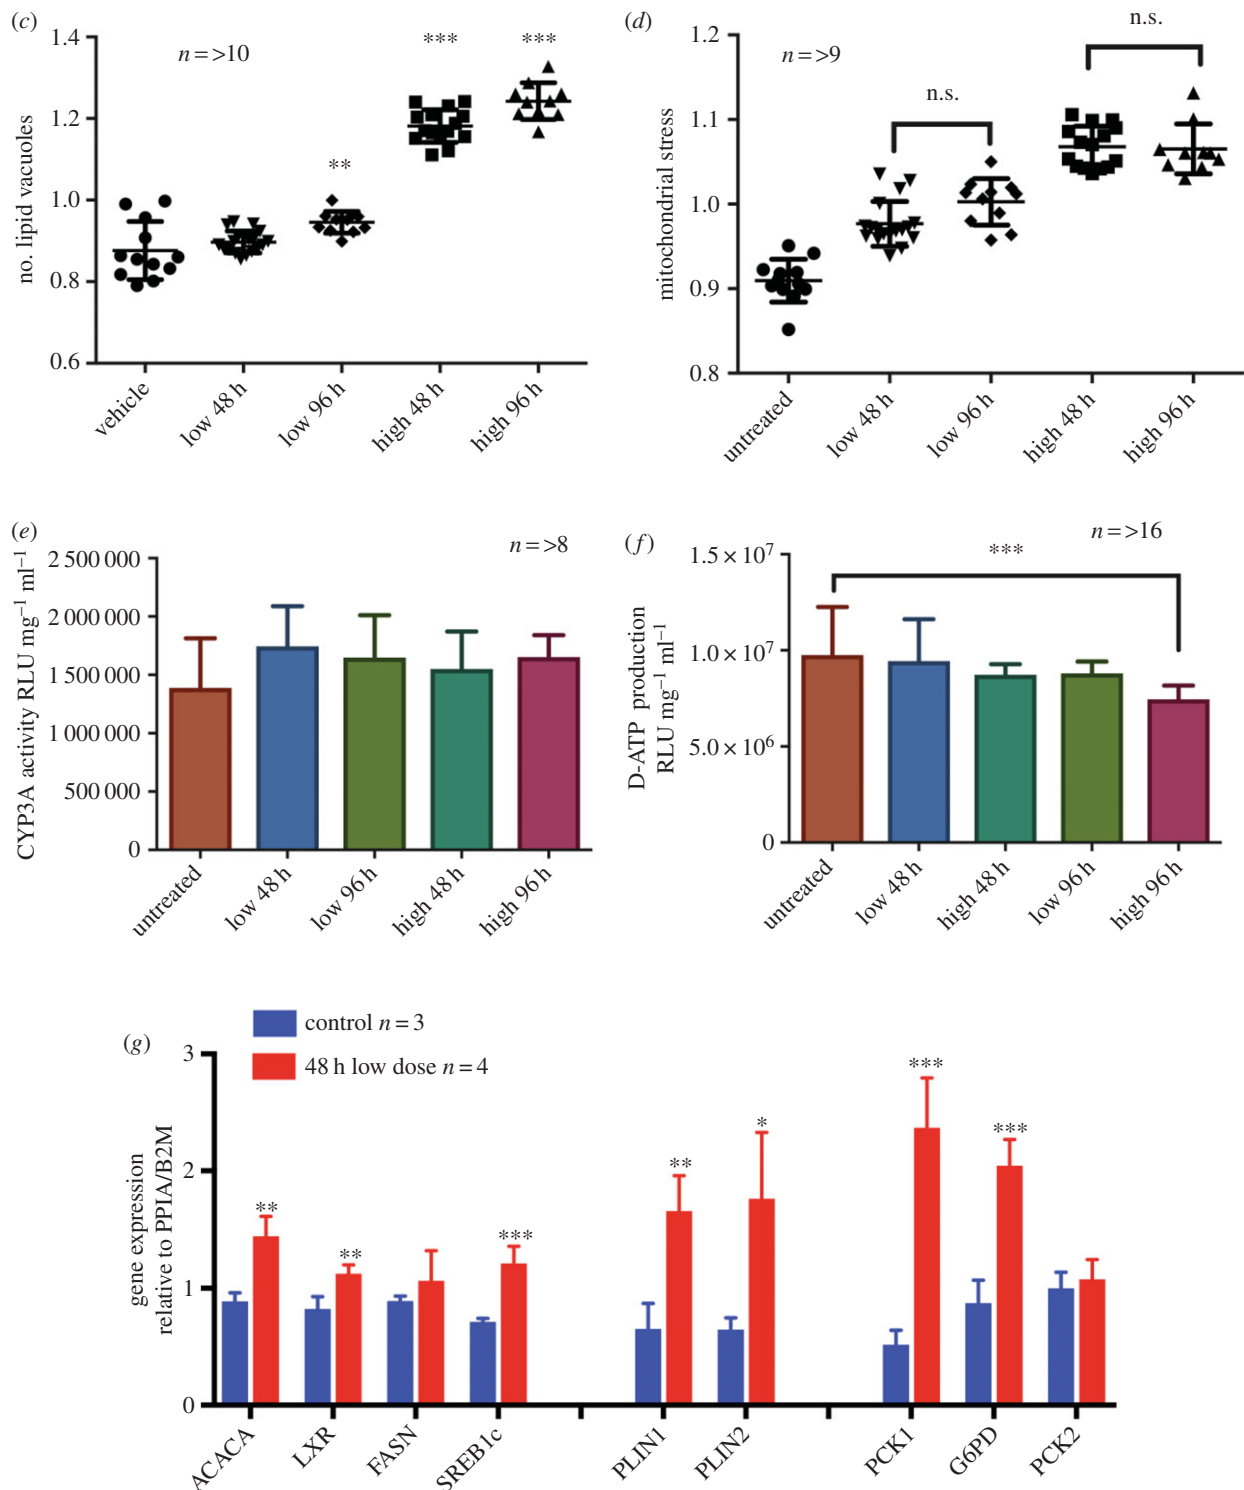 (c)
n = >10
*** ***
**
no. lipid vacuoles
1.4
1.2
1.0
0.8
0.6
vehicle
low 48 h
low 96 h
high 48 h
high 96 h
(d)
n = >9
n.s.
n.s.
mitochondrial stress
1.2
1.1
1.0
0.9
0.8
untreated
low 48 h
low 96 h
high 48 h
high 96 h
(e)
n = >8
CYP3A activity RLU mg⁻¹ ml⁻¹
2 500 000
2 000 000
1 500 000
1 000 000
500 000
0
untreated
low 48 h
low 96 h
high 48 h
high 96 h
(f)
n = >16
***
D-ATP production
RLU mg⁻¹ ml⁻¹
1.5 × 10⁷
1.0 × 10⁷
5.0 × 10⁶
0
untreated
low 48 h
high 48 h
low 96 h
high 96 h
(g)
control n = 3
48 h low dose n = 4
gene expression
relative to PPIA/B2M
3
2
1
0
** ** *** ** * *** ***
ACACA
LXR
FASN
SREB1c
PLIN1
PLIN2
PCK1
G6PD
PCK2